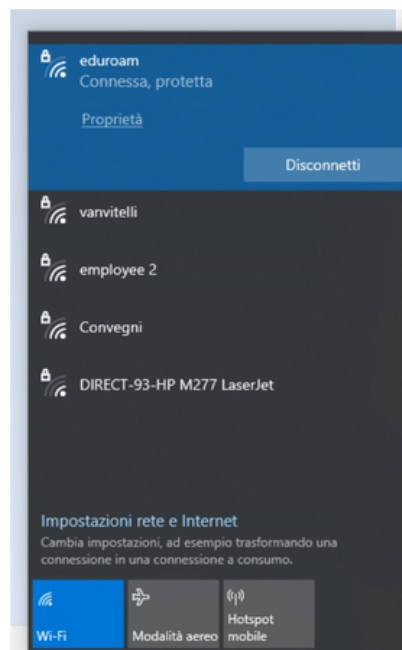 eduroam
Connessa, protetta
Proprietà
Disconnetti
vanvitelli
employee 2
Convegni
DIRECT-93-HP M277 LaserJet
Impostazioni rete e Internet
Cambia impostazioni, ad esempio trasformando una
connessione in una connessione a consumo.
Wi-Fi
Modalità aereo
Hotspot
mobile